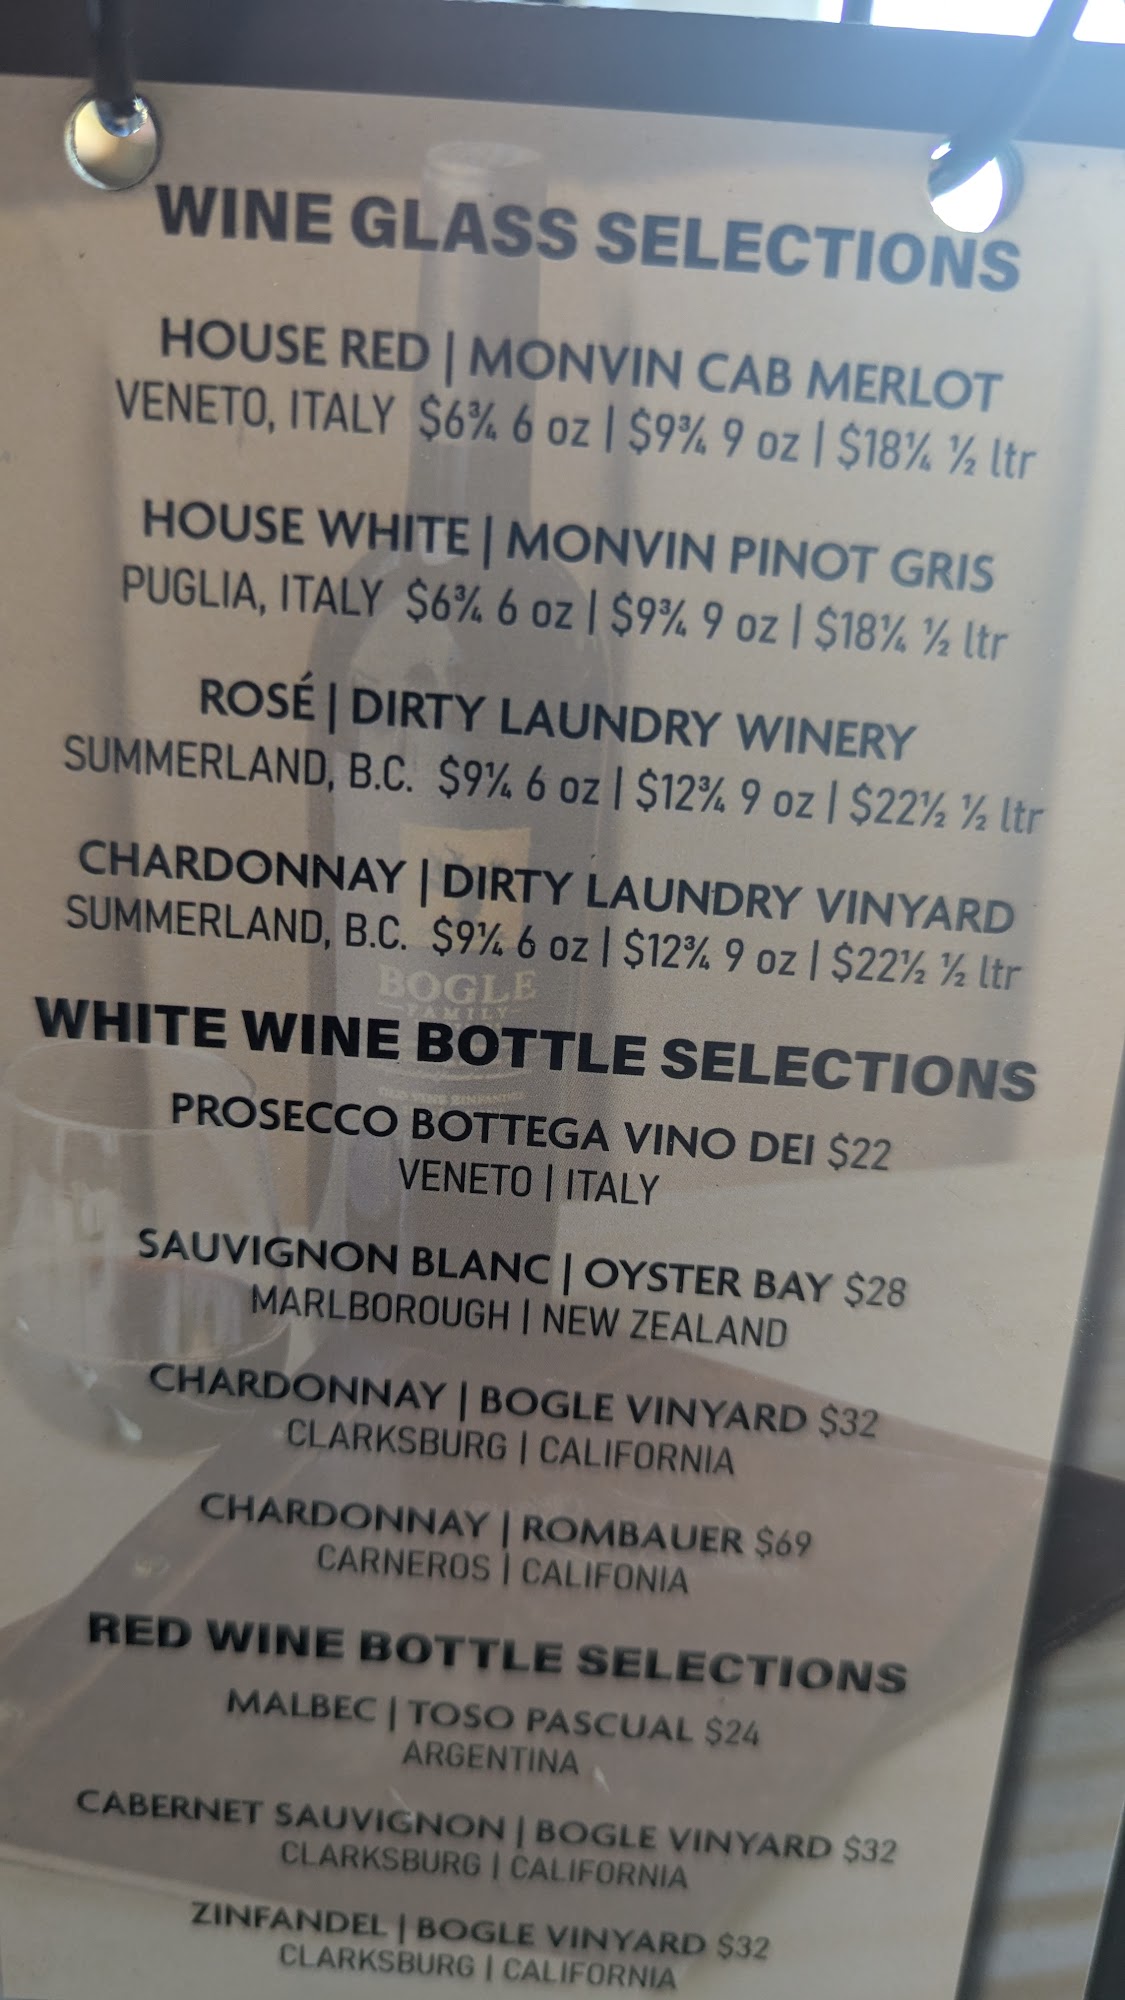 WINE GLASS SELECTIONS
HOUSE RED | MONVIN CAB MERLOT
VENETO, ITALY $6¾ 6 oz | $9¾ 9 oz | $18¼ ½ ltr
HOUSE WHITE | MONVIN PINOT GRIS
PUGLIA, ITALY $6¾ 6 oz | $9¾ 9 oz | $18¼ ½ ltr
ROSÉ | DIRTY LAUNDRY WINERY
SUMMERLAND, B.C. $9¼ 6 oz | $12¾ 9 oz | $22½ ½ ltr
CHARDONNAY | DIRTY LAUNDRY VINYARD
SUMMERLAND, B.C. $9¼ 6 oz | $12¾ 9 oz | $22½ ½ ltr
BOGLE
FAMILY
WHITE WINE BOTTLE SELECTIONS
OLD VINE ZINFANDEL
PROSECCO BOTTEGA VINO DEI $22
VENETO | ITALY
SAUVIGNON BLANC | OYSTER BAY $28
MARLBOROUGH | NEW ZEALAND
CHARDONNAY | BOGLE VINYARD $32
CLARKSBURG | CALIFORNIA
CHARDONNAY | ROMBAUER $69
CARNEROS | CALIFONIA
RED WINE BOTTLE SELECTIONS
MALBEC | TOSO PASCUAL $24
ARGENTINA
CABERNET SAUVIGNON | BOGLE VINYARD $32
CLARKSBURG | CALIFORNIA
ZINFANDEL | BOGLE VINYARD $32
CLARKSBURG | CALIFORNIA